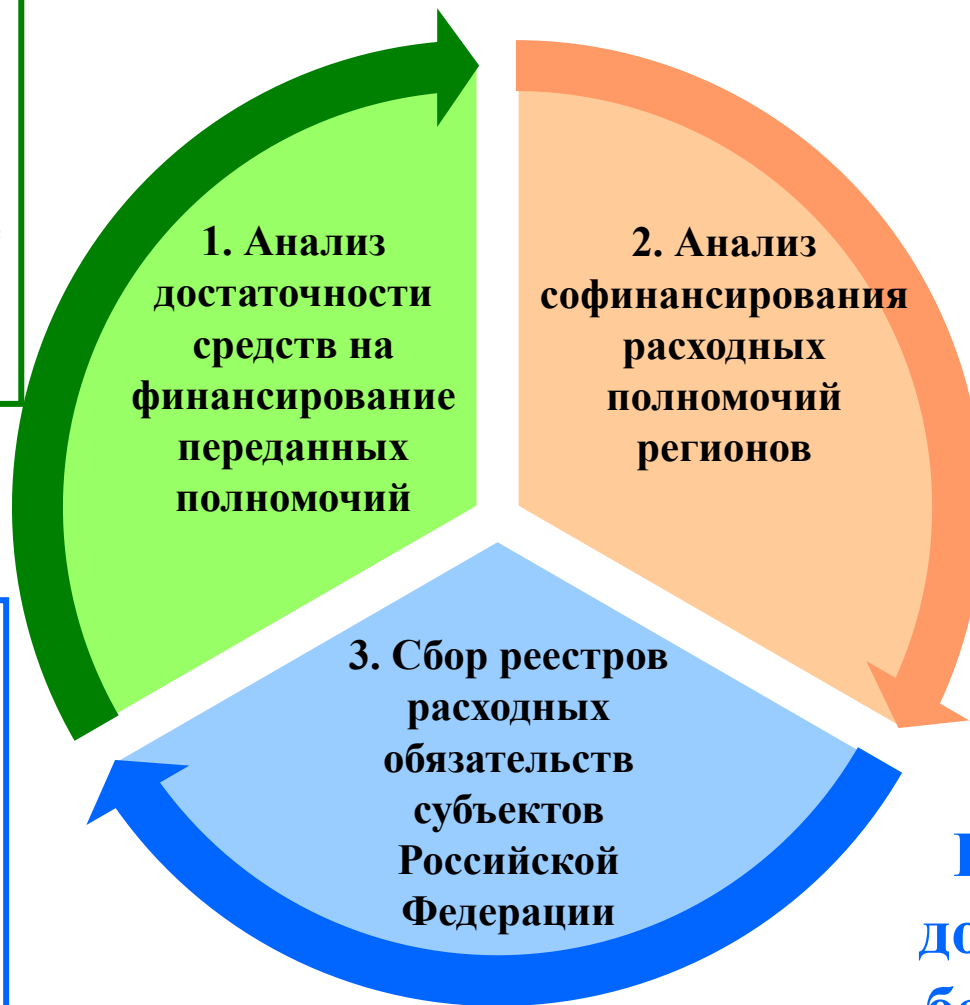 1. Анализ
достаточности
средств на
финансирование
переданных
полномочий
2. Анализ
софинансирования
расходных
полномочий
регионов
3. Сбор реестров
расходных
обязательств
субъектов
Российской
Федерации